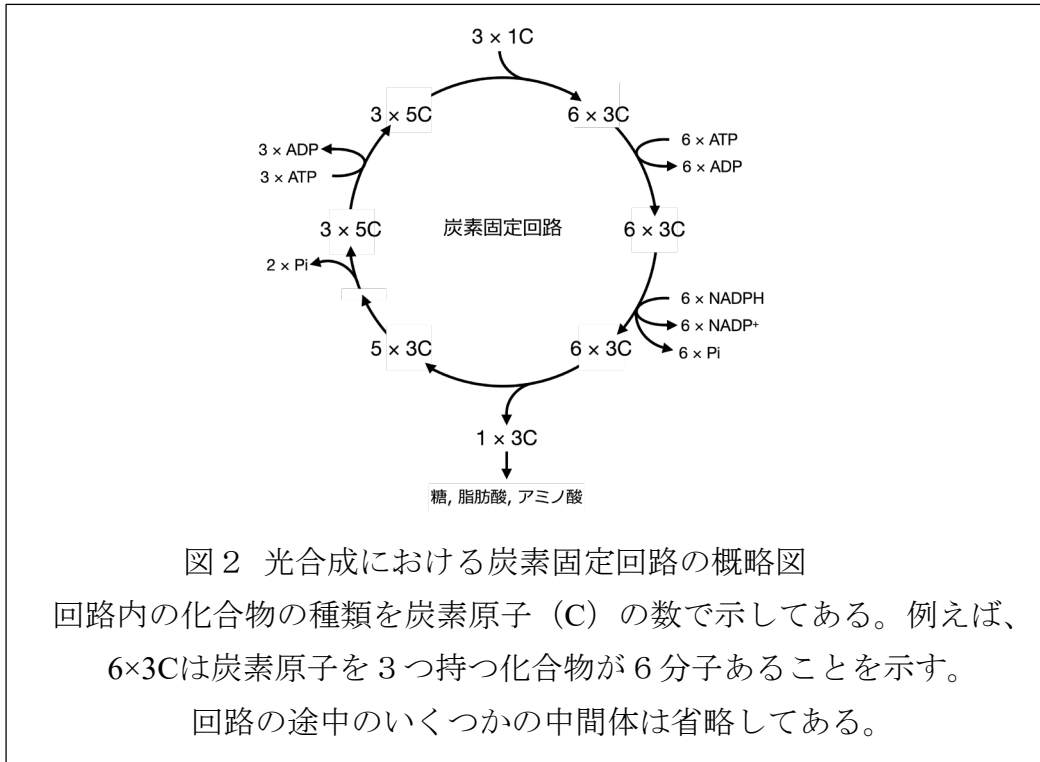 3 × 1C
3 × 5C
6 × 3C
3 × ADP
3 × ATP
6 × ATP
6 × ADP
3 × 5C
炭素固定回路
6 × 3C
2 × Pi
6 × NADPH
6 × NADP⁺
6 × Pi
5 × 3C
6 × 3C
1 × 3C
糖, 脂肪酸, アミノ酸
図２ 光合成における炭素固定回路の概略図
回路内の化合物の種類を炭素原子（C）の数で示してある。例えば、
6×3Cは炭素原子を３つ持つ化合物が６分子あることを示す。
回路の途中のいくつかの中間体は省略してある。